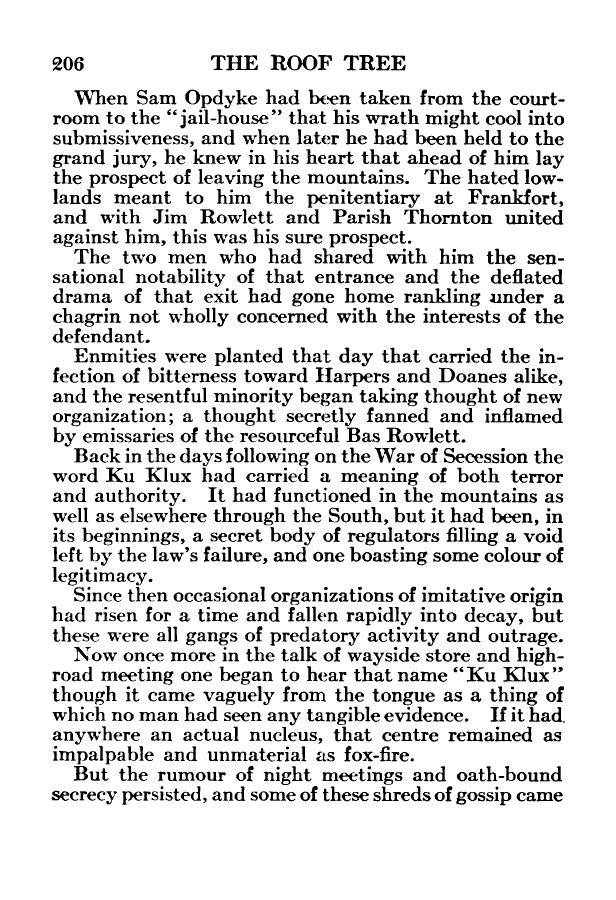 206 THE ROOF TREE
When Sam Opdyke had been taken from the court-
room to the “jail-house” that his wrath might cool into
submissiveness, and when later he had been held to the
grand jury, he knew in his heart that ahead of him lay
the prospect of leaving the mountains. The hated low-
lands meant to him the penitentiary at Frankfort,
and with Jim Rowlett and Parish Thornton united
against him, this was his sure prospect.
The two men who had shared with him the sen-
sational notability of that entrance and the deflated
drama of that exit had gone home rankling under a
chagrin not wholly concerned with the interests of the
defendant.
Enmities were planted that day that carried the in-
fection of bitterness toward Harpers and Doanes alike,
and the resentful minority began taking thought of new
organization; a thought secretly fanned and inflamed
by emissaries of the resourceful Bas Rowlett.
Back in the days following on the War of Secession the
word Ku Klux had carried a meaning of both terror
and authority. It had functioned in the mountains as
well as elsewhere through the South, but it had been, in
its beginnings, a secret body of regulators filling a void
left by the law’s failure, and one boasting some colour of
legitimacy.
Since then occasional organizations of imitative origin
had risen for a time and fallen rapidly into decay, but
these were all gangs of predatory activity and outrage.
Now once more in the talk of wayside store and high-
road meeting one began to hear that name “Ku Klux”
though it came vaguely from the tongue as a thing of
which no man had seen any tangible evidence. If it had
anywhere an actual nucleus, that centre remained as
impalpable and unmaterial as fox-fire.
But the rumour of night meetings and oath-bound
secrecy persisted, and some of these shreds of gossip came